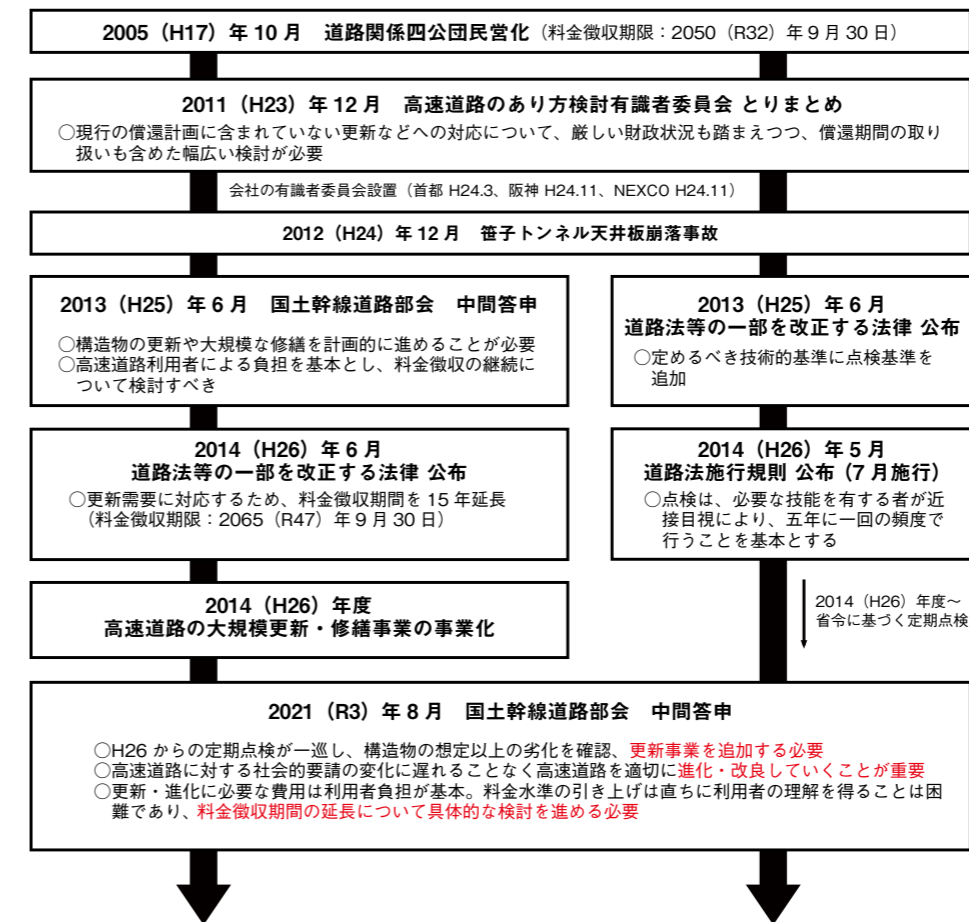 2005（H17）年 10 月　道路関係四公団民営化（料金徴収期限：2050（R32）年 9 月 30 日）
2011（H23）年 12 月　高速道路のあり方検討有識者委員会 とりまとめ
○現行の償還計画に含まれていない更新などへの対応について、厳しい財政状況も踏まえつつ、償還期間の取り
扱いも含めた幅広い検討が必要
会社の有識者委員会設置（首都 H24.3、阪神 H24.11、NEXCO H24.11）
2012（H24）年 12 月　笹子トンネル天井板崩落事故
2013（H25）年 6 月　国土幹線道路部会　中間答申
○構造物の更新や大規模な修繕を計画的に進めることが必要
○高速道路利用者による負担を基本とし、料金徴収の継続に
ついて検討すべき
2013（H25）年 6 月
道路法等の一部を改正する法律 公布
○定めるべき技術的基準に点検基準を
追加
2014（H26）年 6 月
道路法等の一部を改正する法律 公布
○更新需要に対応するため、料金徴収期間を 15 年延長
（料金徴収期限：2065（R47）年 9 月 30 日）
2014（H26）年 5 月
道路法施行規則 公布（7 月施行）
○点検は、必要な技能を有する者が近
接目視により、五年に一回の頻度で
行うことを基本とする
2014（H26）年度
高速道路の大規模更新・修繕事業の事業化
2014（H26）年度～
省令に基づく定期点検
2021（R3）年 8 月　国土幹線道路部会　中間答申
○H26 からの定期点検が一巡し、構造物の想定以上の劣化を確認、更新事業を追加する必要
○高速道路に対する社会的要請の変化に遅れることなく高速道路を適切に進化・改良していくことが重要
○更新・進化に必要な費用は利用者負担が基本。料金水準の引き上げは直ちに利用者の理解を得ることは困
難であり、料金徴収期間の延長について具体的な検討を進める必要